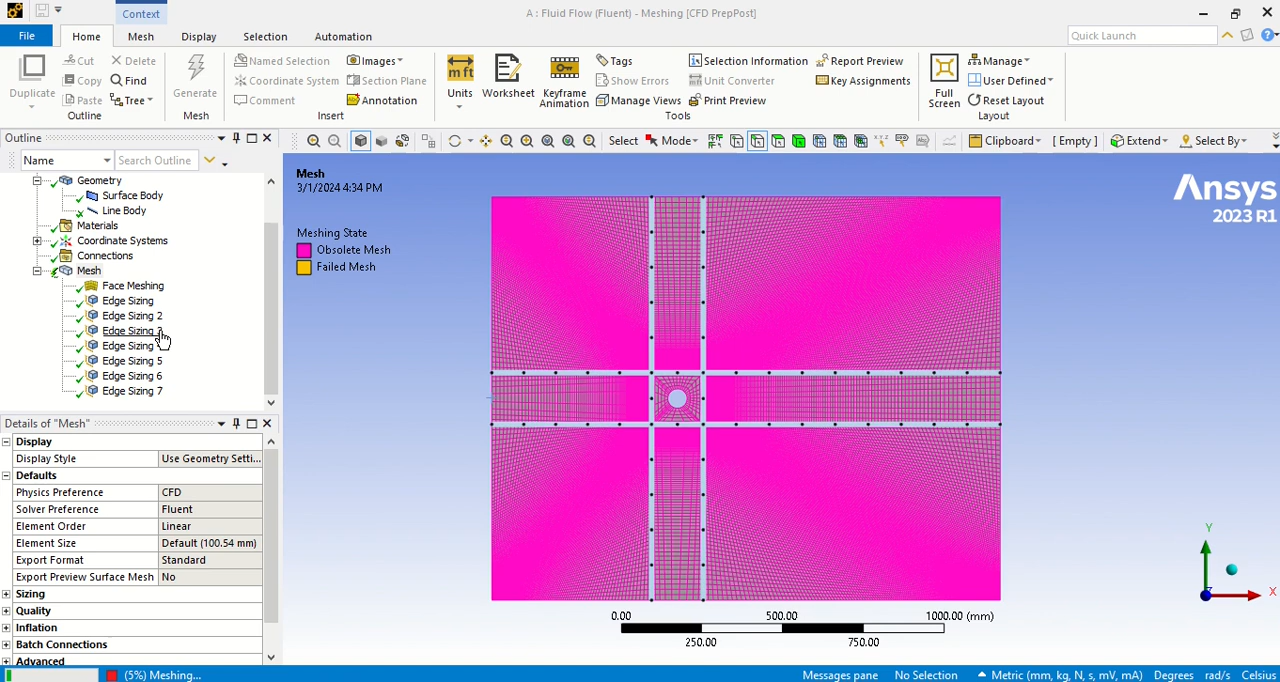 Context
A : Fluid Flow (Fluent) - Meshing [CFD PrepPost]
File Home Mesh Display Selection Automation
Quick Launch
Duplicate
Cut
Copy
Paste
Delete
Find
Tree
Outline
Generate
Mesh
Named Selection
Coordinate System
Comment
Images
Section Plane
Annotation
Insert
Units
Worksheet
Keyframe
Animation
Tags
Show Errors
Manage Views
Selection Information
Unit Converter
Print Preview
Report Preview
Key Assignments
Tools
Full
Screen
Manage
User Defined
Reset Layout
Layout
Outline
Name
Search Outline
Select
Mode
Clipboard
[ Empty ]
Extend
Select By
Geometry
Surface Body
Line Body
Materials
Coordinate Systems
Connections
Mesh
Face Meshing
Edge Sizing
Edge Sizing 2
Edge Sizing
Edge Sizing
Edge Sizing 5
Edge Sizing 6
Edge Sizing 7
Details of "Mesh"
Display
Display Style Use Geometry Setti...
Defaults
Physics Preference CFD
Solver Preference Fluent
Element Order Linear
Element Size Default (100.54 mm)
Export Format Standard
Export Preview Surface Mesh No
Sizing
Quality
Inflation
Batch Connections
Advanced
Mesh
3/1/2024 4:34 PM
Meshing State
Obsolete Mesh
Failed Mesh
Ansys
2023 R1
0.00 500.00 1000.00 (mm)
250.00 750.00
Y
X
(5%) Meshing...
Messages pane
No Selection
Metric (mm, kg, N, s, mV, mA)
Degrees
rad/s
Celsius